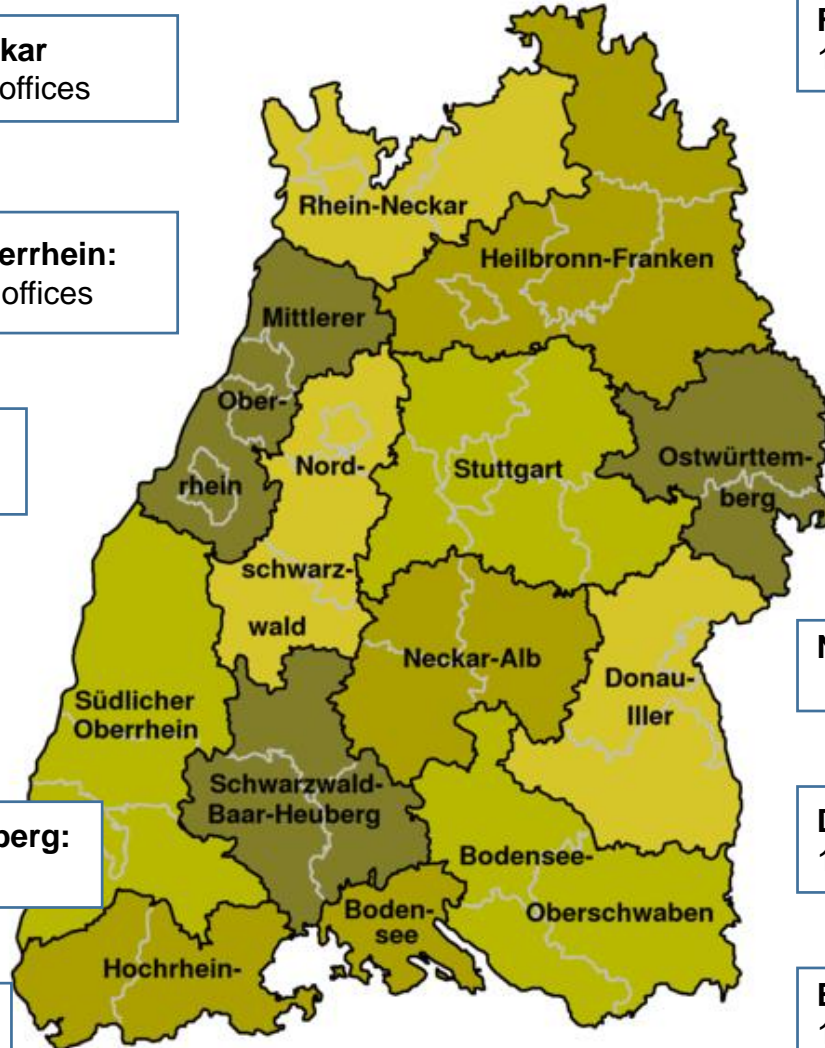 kar
offices
errhein:
offices
berg:
Rhein-Neckar
Heilbronn-Franken
Mittlerer
Ober-
rhein
Nord-
schwarz-
wald
Stuttgart
Ostwürttem-
berg
Neckar-Alb
Donau-
Iller
Südlicher
Oberrhein
Schwarzwald-
Baar-Heuberg
Bodensee-
Oberschwaben
Boden-
see
Hochrhein-